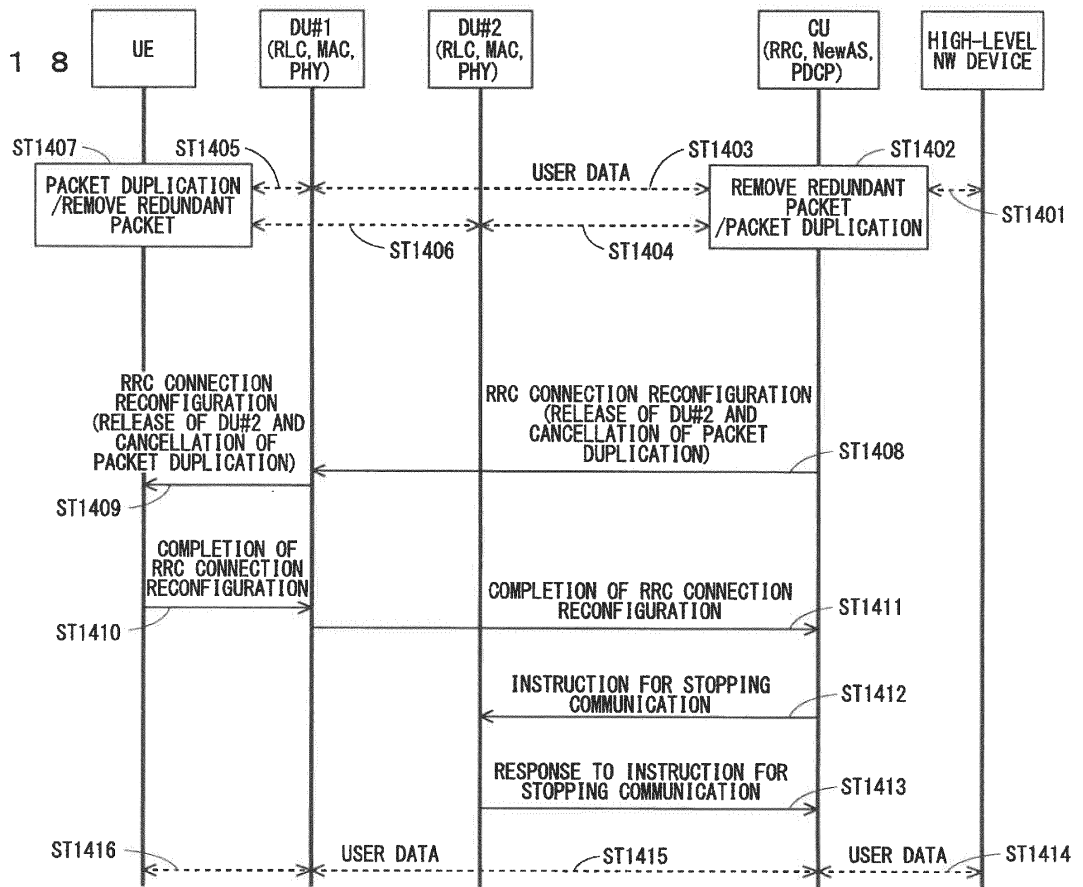 1 8
UE
DU#1
(RLC, MAC,
PHY)
DU#2
(RLC, MAC,
PHY)
CU
(RRC, NewAS,
PDCP)
HIGH-LEVEL
NW DEVICE
ST1407
ST1405
ST1403
ST1402
USER DATA
PACKET DUPLICATION
/REMOVE REDUNDANT
PACKET
REMOVE REDUNDANT
PACKET
/PACKET DUPLICATION
ST1401
ST1406
ST1404
RRC CONNECTION
RECONFIGURATION
(RELEASE OF DU#2 AND
CANCELLATION OF
PACKET DUPLICATION)
RRC CONNECTION RECONFIGURATION
(RELEASE OF DU#2 AND
CANCELLATION OF PACKET
DUPLICATION)
ST1408
ST1409
COMPLETION OF
RRC CONNECTION
RECONFIGURATION
COMPLETION OF RRC CONNECTION
RECONFIGURATION
ST1410
ST1411
INSTRUCTION FOR STOPPING
COMMUNICATION
ST1412
RESPONSE TO INSTRUCTION FOR
STOPPING COMMUNICATION
ST1413
ST1416
USER DATA
ST1415
USER DATA
ST1414